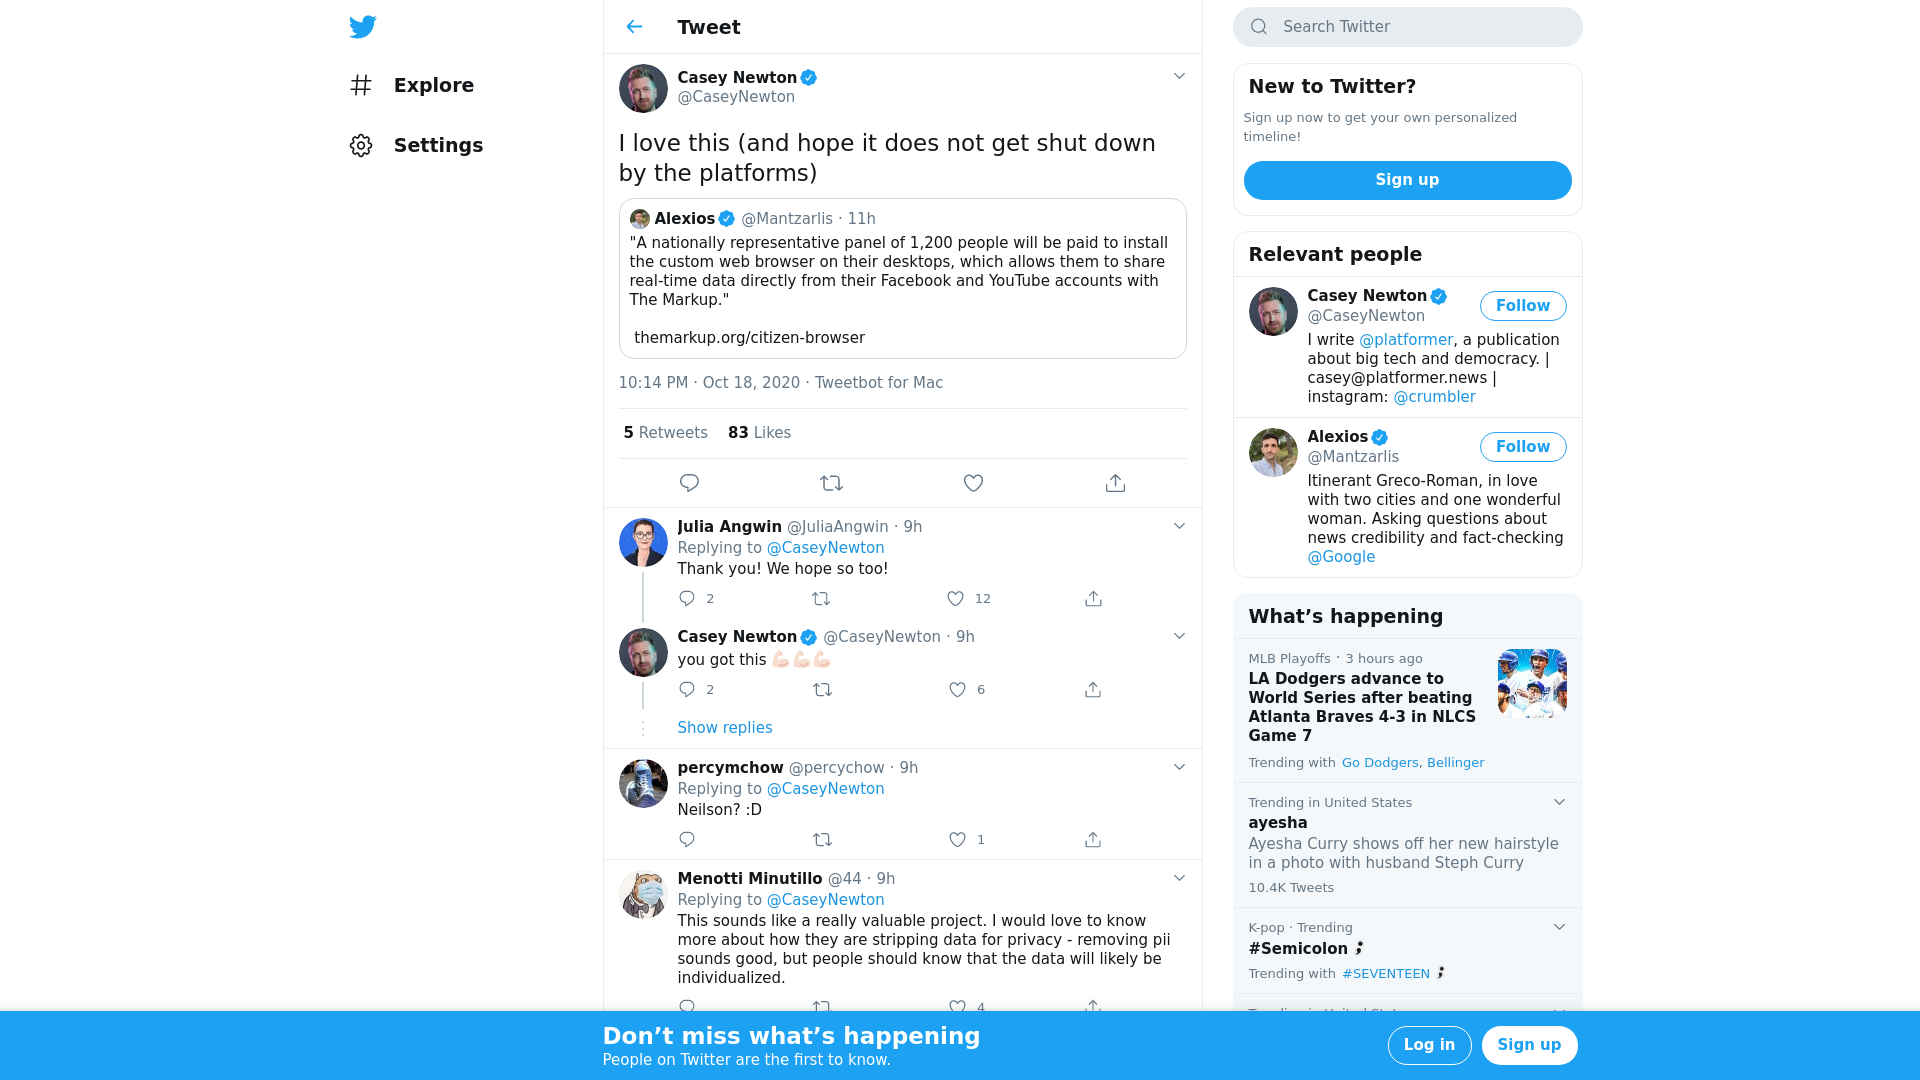 Explore
Settings
Tweet
Casey Newton
@CaseyNewton
I love this (and hope it does not get shut down
by the platforms)
Alexios @Mantzarlis · 11h
"A nationally representative panel of 1,200 people will be paid to install
the custom web browser on their desktops, which allows them to share
real-time data directly from their Facebook and YouTube accounts with
The Markup."
themarkup.org/citizen-browser
10:14 PM · Oct 18, 2020 · Tweetbot for Mac
5 Retweets 83 Likes
Julia Angwin @JuliaAngwin · 9h
Replying to @CaseyNewton
Thank you! We hope so too!
2 12
Casey Newton @CaseyNewton · 9h
you got this 💪🏻💪🏻💪🏻
2 6
Show replies
percymchow @percychow · 9h
Replying to @CaseyNewton
Neilson? :D
1
Menotti Minutillo @44 · 9h
Replying to @CaseyNewton
This sounds like a really valuable project. I would love to know
more about how they are stripping data for privacy - removing pii
sounds good, but people should know that the data will likely be
individualized.
4
Search Twitter
New to Twitter?
Sign up now to get your own personalized
timeline!
Sign up
Relevant people
Casey Newton
@CaseyNewton
Follow
I write @platformer, a publication
about big tech and democracy. |
casey@platformer.news |
instagram: @crumbler
Alexios
@Mantzarlis
Follow
Itinerant Greco-Roman, in love
with two cities and one wonderful
woman. Asking questions about
news credibility and fact-checking
@Google
What's happening
MLB Playoffs · 3 hours ago
LA Dodgers advance to
World Series after beating
Atlanta Braves 4-3 in NLCS
Game 7
Trending with Go Dodgers, Bellinger
Trending in United States
ayesha
Ayesha Curry shows off her new hairstyle
in a photo with husband Steph Curry
10.4K Tweets
K-pop · Trending
#Semicolon
Trending with #SEVENTEEN
Don't miss what's happening
People on Twitter are the first to know.
Log in
Sign up